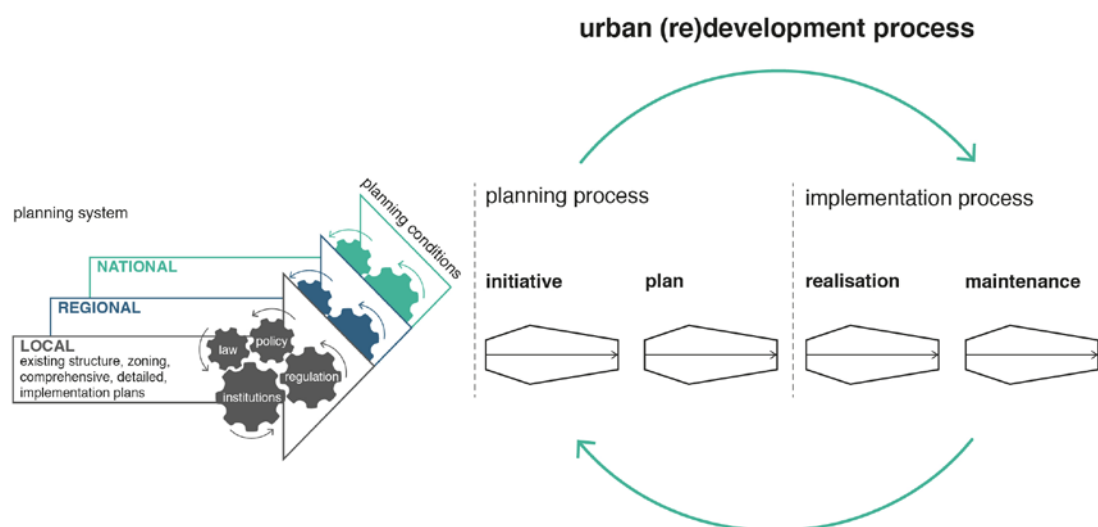 urban (re)development process
planning system
planning conditions
planning process
implementation process
NATIONAL
REGIONAL
LOCAL
existing structure, zoning,
comprehensive, detailed,
implementation plans
law
policy
regulation
institutions
initiative
plan
realisation
maintenance